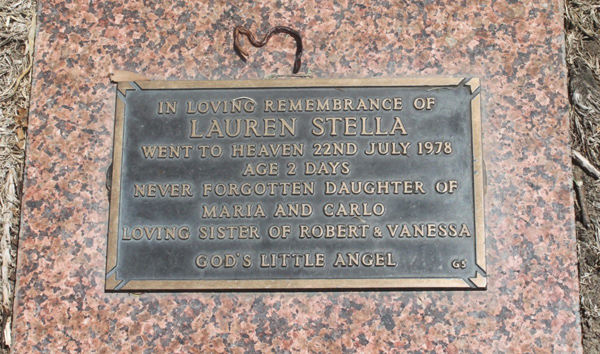 IN LOVING REMEMBRANCE OF
LAUREN STELLA
WENT TO HEAVEN 22ND JULY 1978
AGE 2 DAYS
NEVER FORGOTTEN DAUGHTER OF
MARIA AND CARLO
LOVING SISTER OF ROBERT & VANESSA
GOD'S LITTLE ANGEL
GS